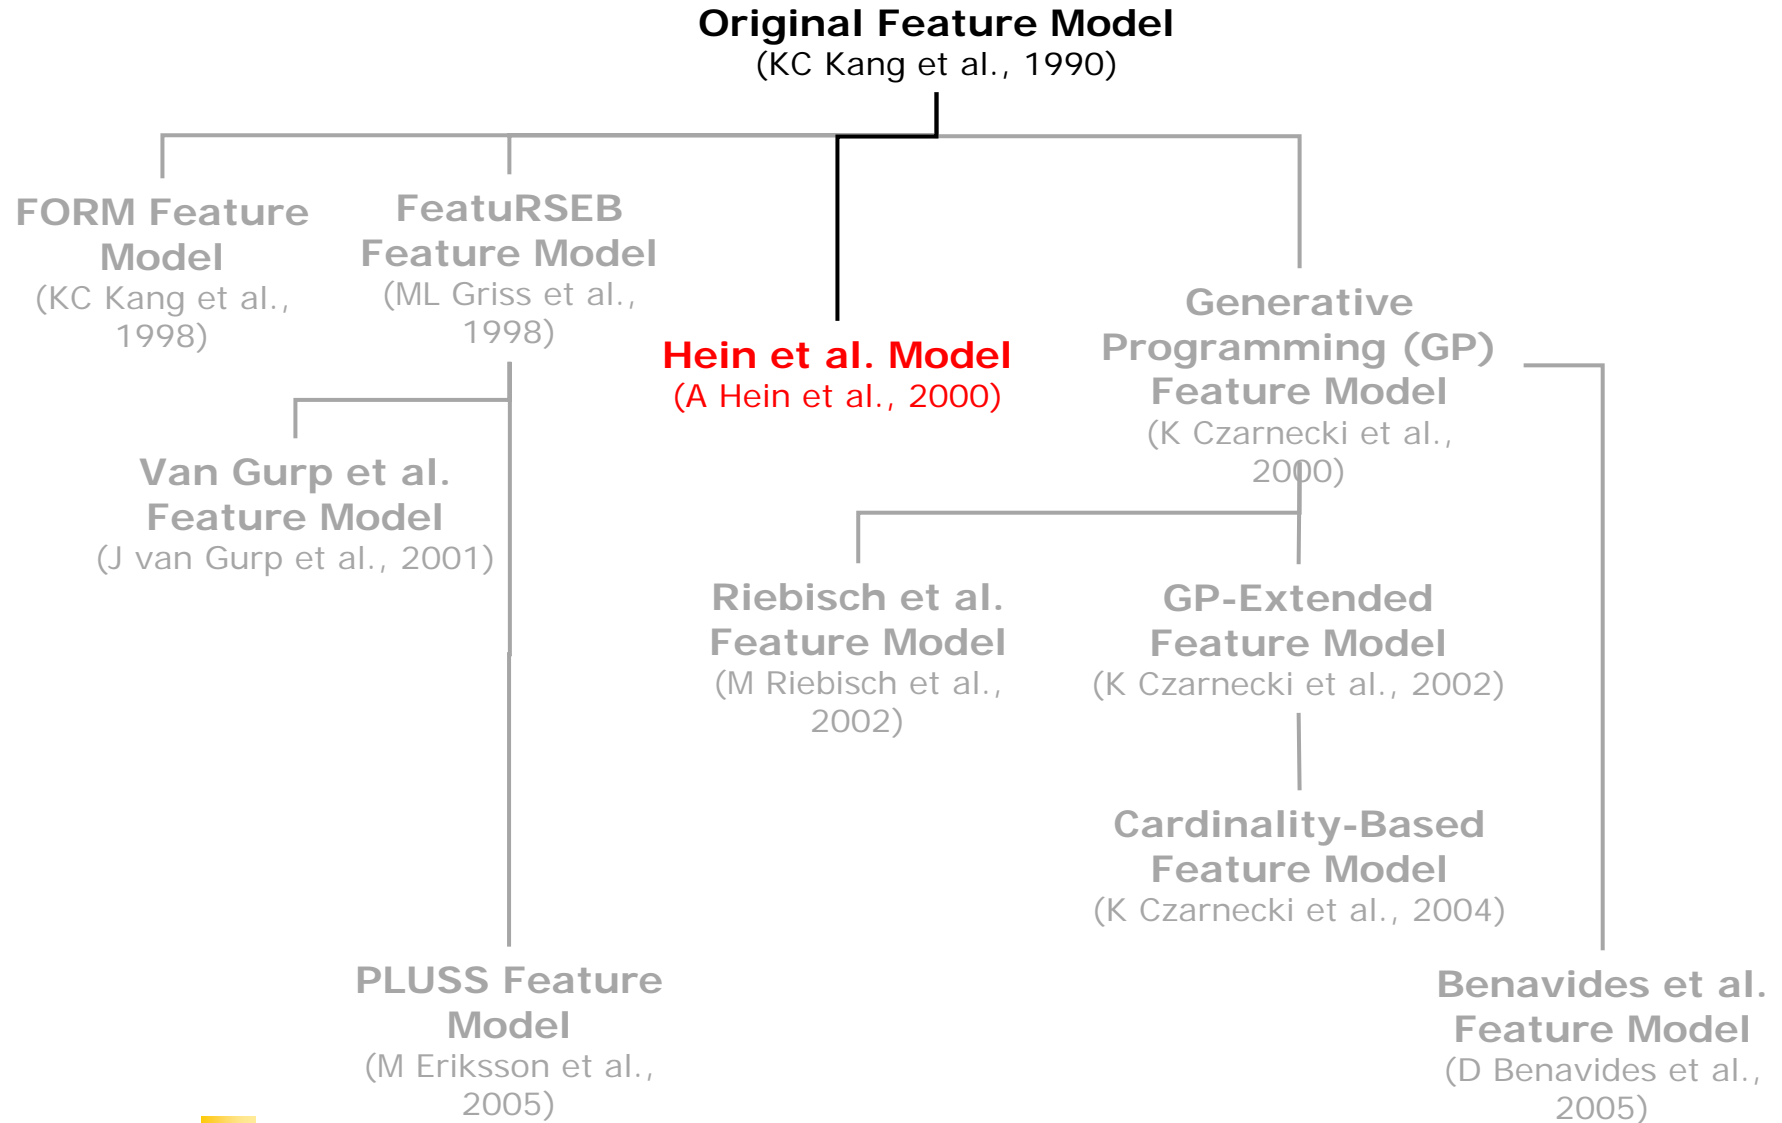 Original Feature Model
(KC Kang et al., 1990)
FORM Feature
Model
(KC Kang et al.,
1998)
FeatuRSEB
Feature Model
(ML Griss et al.,
1998)
Hein et al. Model
(A Hein et al., 2000)
Generative
Programming (GP)
Feature Model
(K Czarnecki et al.,
2000)
Van Gurp et al.
Feature Model
(J van Gurp et al., 2001)
Riebisch et al.
Feature Model
(M Riebisch et al.,
2002)
GP-Extended
Feature Model
(K Czarnecki et al., 2002)
Cardinality-Based
Feature Model
(K Czarnecki et al., 2004)
PLUSS Feature
Model
(M Eriksson et al.,
2005)
Benavides et al.
Feature Model
(D Benavides et al.,
2005)